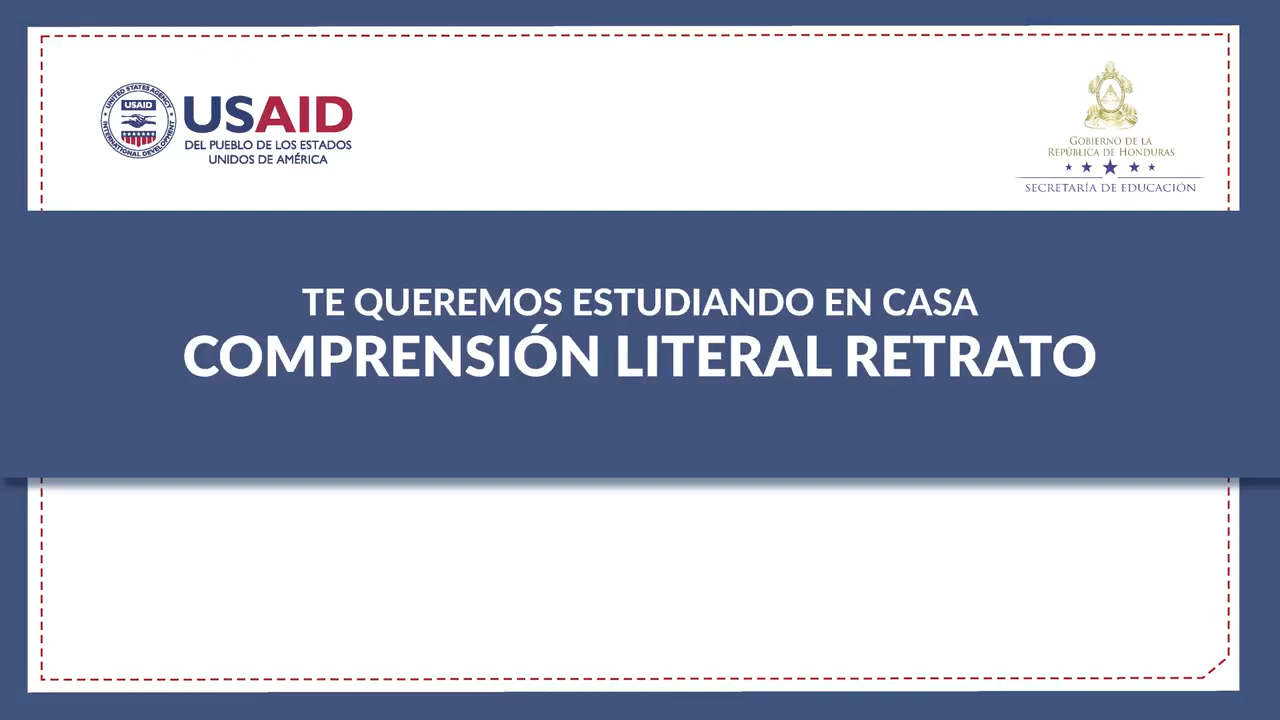 UNITED STATES AGENCY
USAID
INTERNATIONAL DEVELOPMENT
USAID
DEL PUEBLO DE LOS ESTADOS
UNIDOS DE AMÉRICA
GOBIERNO DE LA
REPÚBLICA DE HONDURAS
SECRETARÍA DE EDUCACIÓN
TE QUEREMOS ESTUDIANDO EN CASA
COMPRENSIÓN LITERAL RETRATO